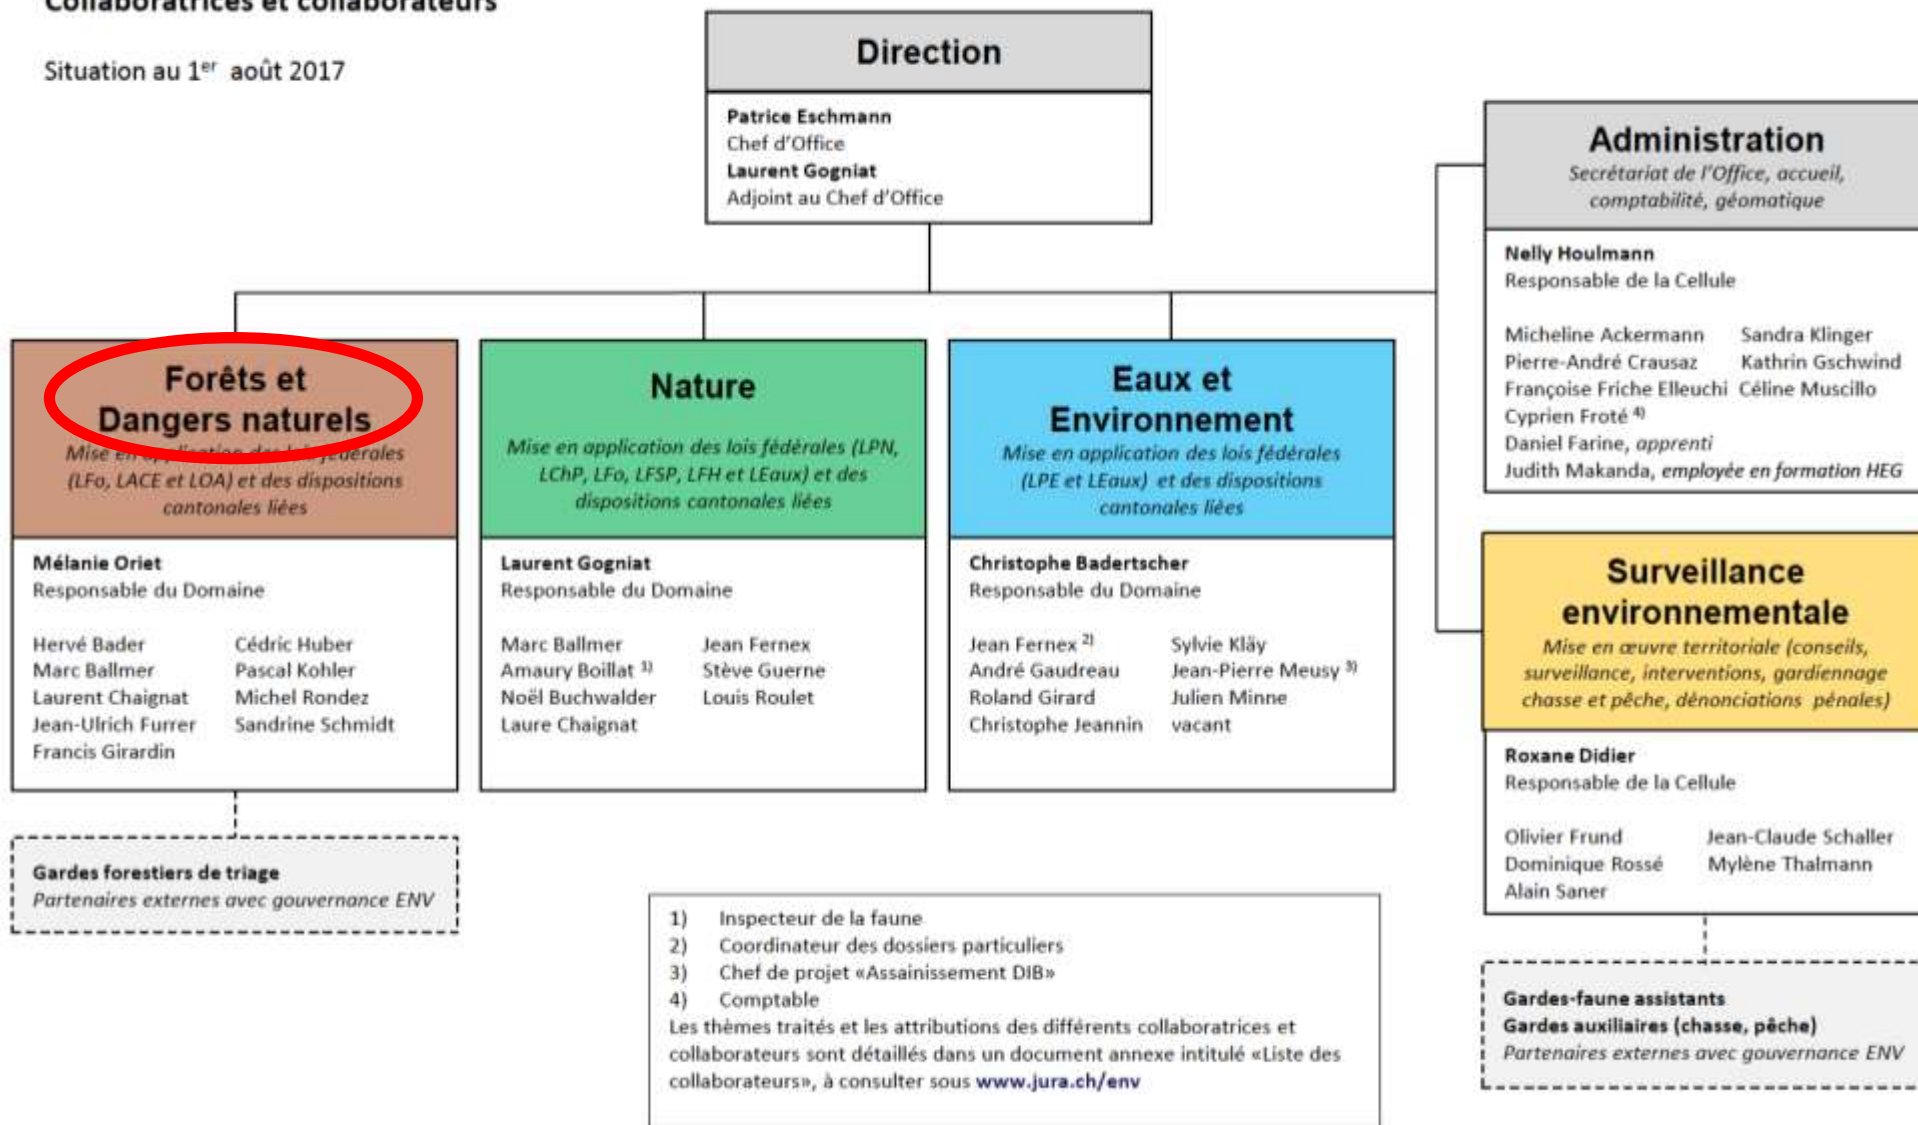 Collaboratrices et collaborateurs
Situation au 1er août 2017
Direction
Patrice Eschmann
Chef d'Office
Laurent Gogniat
Adjoint au Chef d'Office
Administration
Secrétariat de l'Office, accueil,
comptabilité, géomatique
Nelly Houlmann
Responsable de la Cellule
Micheline Ackermann Sandra Klinger
Pierre-André Crausaz Kathrin Gschwind
Françoise Friche Elleuchi Céline Muscillo
Cyprien Froté 4)
Daniel Farine, apprenti
Judith Makanda, employée en formation HEG
Forêts et
Dangers naturels
Mise en application des lois fédérales
(LFo, LACE et LOA) et des dispositions
cantonales liées
Mélanie Oriet
Responsable du Domaine
Hervé Bader Cédric Huber
Marc Ballmer Pascal Kohler
Laurent Chaignat Michel Rondez
Jean-Ulrich Furrer Sandrine Schmidt
Francis Girardin
Gardes forestiers de triage
Partenaires externes avec gouvernance ENV
Nature
Mise en application des lois fédérales (LPN,
LChP, LFo, LFSP, LFH et LEaux) et des
dispositions cantonales liées
Laurent Gogniat
Responsable du Domaine
Marc Ballmer Jean Fernex
Amaury Boillat 1) Stève Guerne
Noël Buchwalder Louis Roulet
Laure Chaignat
Eaux et
Environnement
Mise en application des lois fédérales
(LPE et LEaux) et des dispositions
cantonales liées
Christophe Badertscher
Responsable du Domaine
Jean Fernex 2) Sylvie Kläy
André Gaudreau Jean-Pierre Meusy 3)
Roland Girard Julien Minne
Christophe Jeannin vacant
Surveillance
environnementale
Mise en œuvre territoriale (conseils,
surveillance, interventions, gardiennage
chasse et pêche, dénonciations pénales)
Roxane Didier
Responsable de la Cellule
Olivier Frund Jean-Claude Schaller
Dominique Rossé Mylène Thalmann
Alain Saner
Gardes-faune assistants
Gardes auxiliaires (chasse, pêche)
Partenaires externes avec gouvernance ENV
1) Inspecteur de la faune
2) Coordinateur des dossiers particuliers
3) Chef de projet «Assainissement DIB»
4) Comptable
Les thèmes traités et les attributions des différents collaboratrices et
collaborateurs sont détaillés dans un document annexe intitulé «Liste des
collaborateurs», à consulter sous www.jura.ch/env